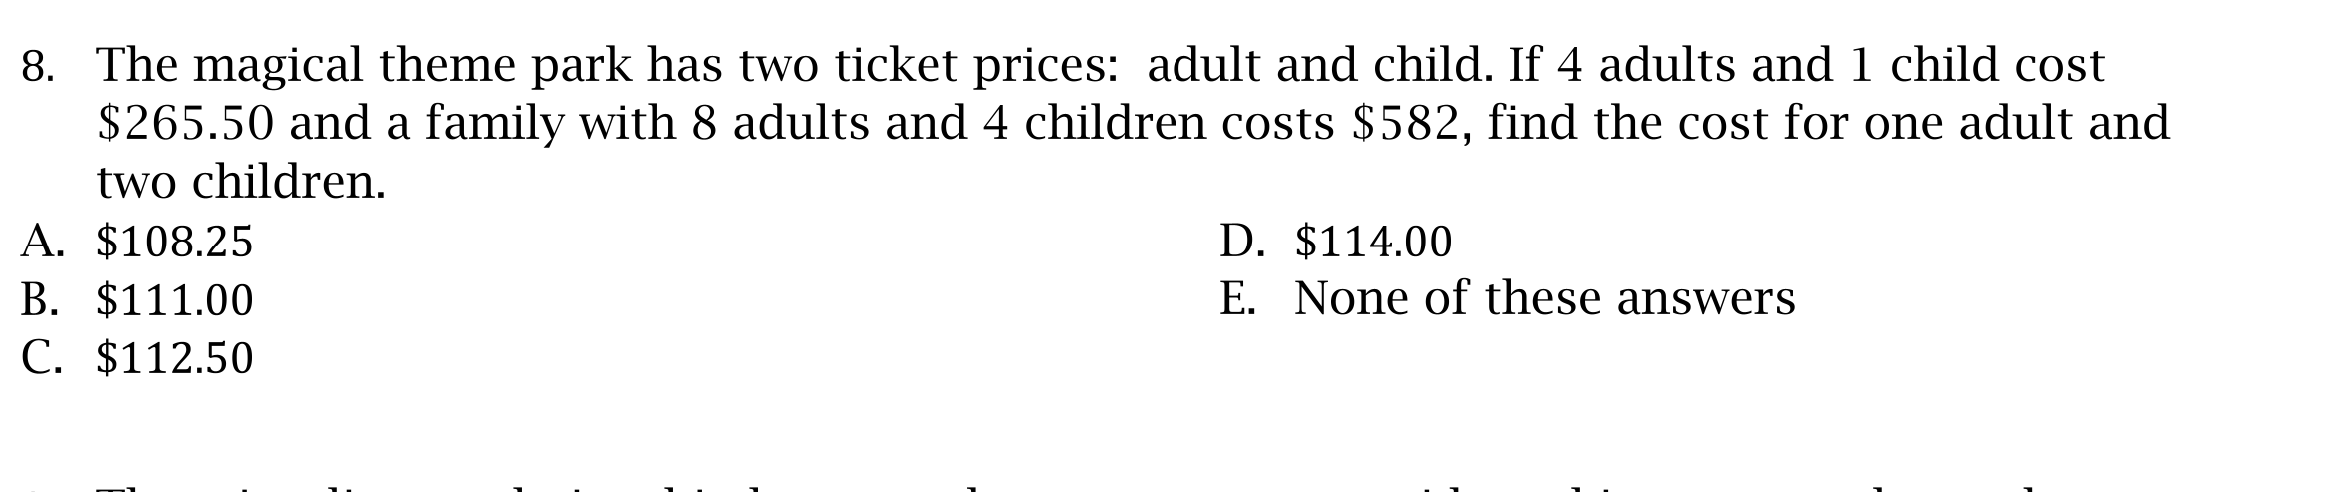 8. The magical theme park has two ticket prices:  adult and child. If 4 adults and 1 child cost
$265.50 and a family with 8 adults and 4 children costs $582, find the cost for one adult and
two children.
A. $108.25
B. $111.00
C. $112.50
D. $114.00
E. None of these answers